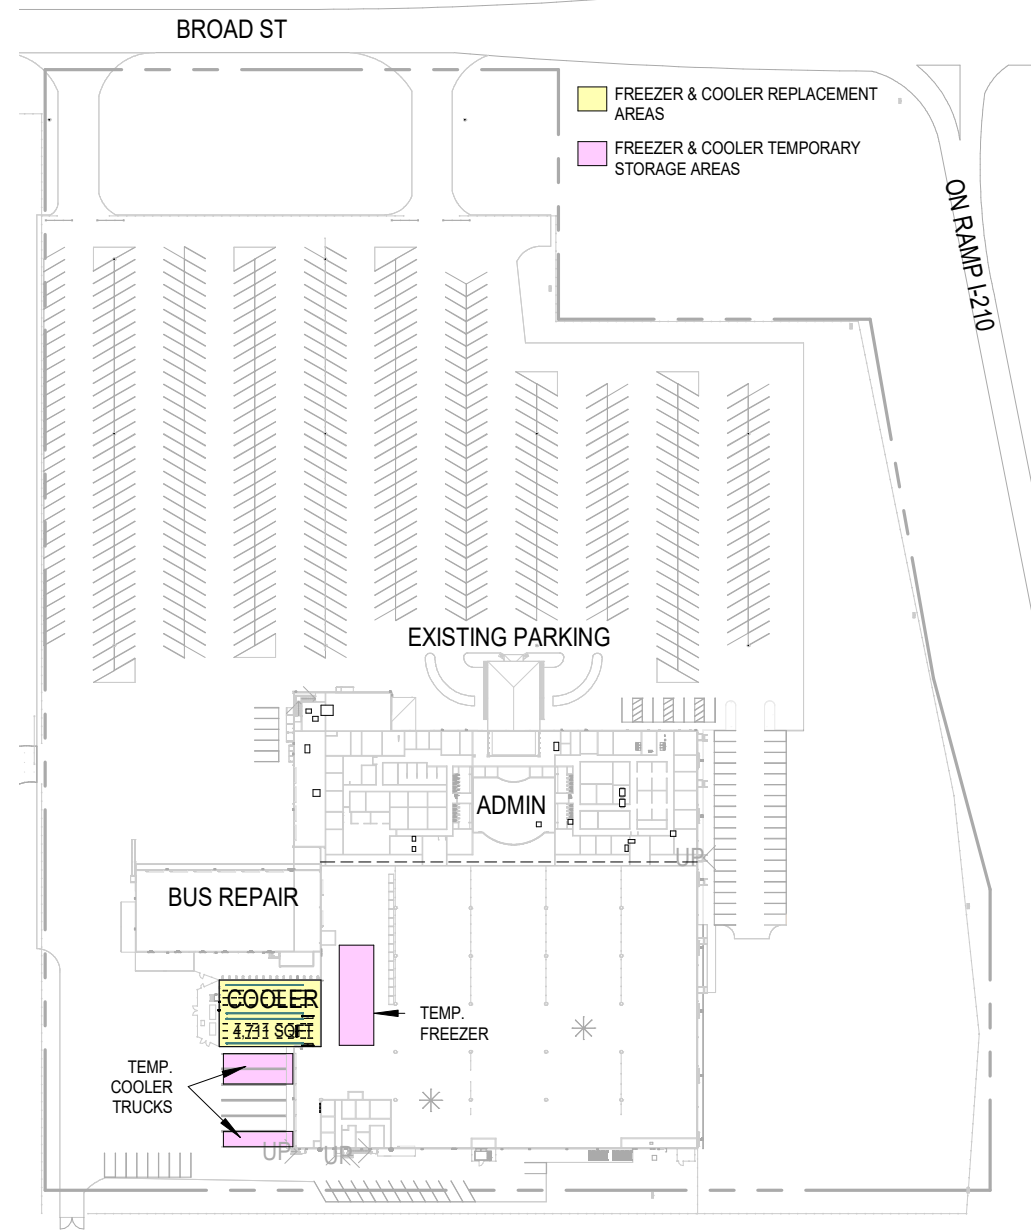 BROAD ST
FREEZER & COOLER REPLACEMENT
AREAS
FREEZER & COOLER TEMPORARY
STORAGE AREAS
ON RAMP I-210
EXISTING PARKING
ADMIN
UP
BUS REPAIR
COOLER
4,731 SQFT
TEMP.
FREEZER
TEMP.
COOLER
TRUCKS
UP
UP